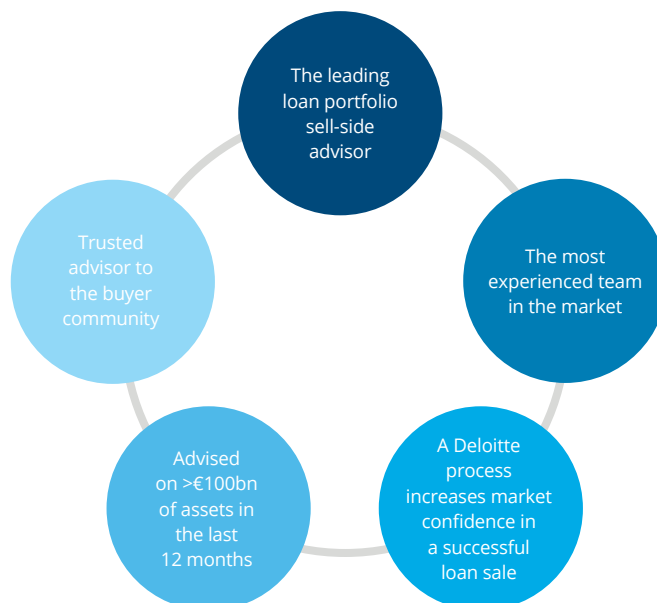 The leading
loan portfolio
sell-side
advisor
The most
experienced team
in the market
A Deloitte
process
increases market
confidence in
a successful
loan sale
Advised
on >€100bn
of assets in
the last
12 months
Trusted
advisor to
the buyer
community